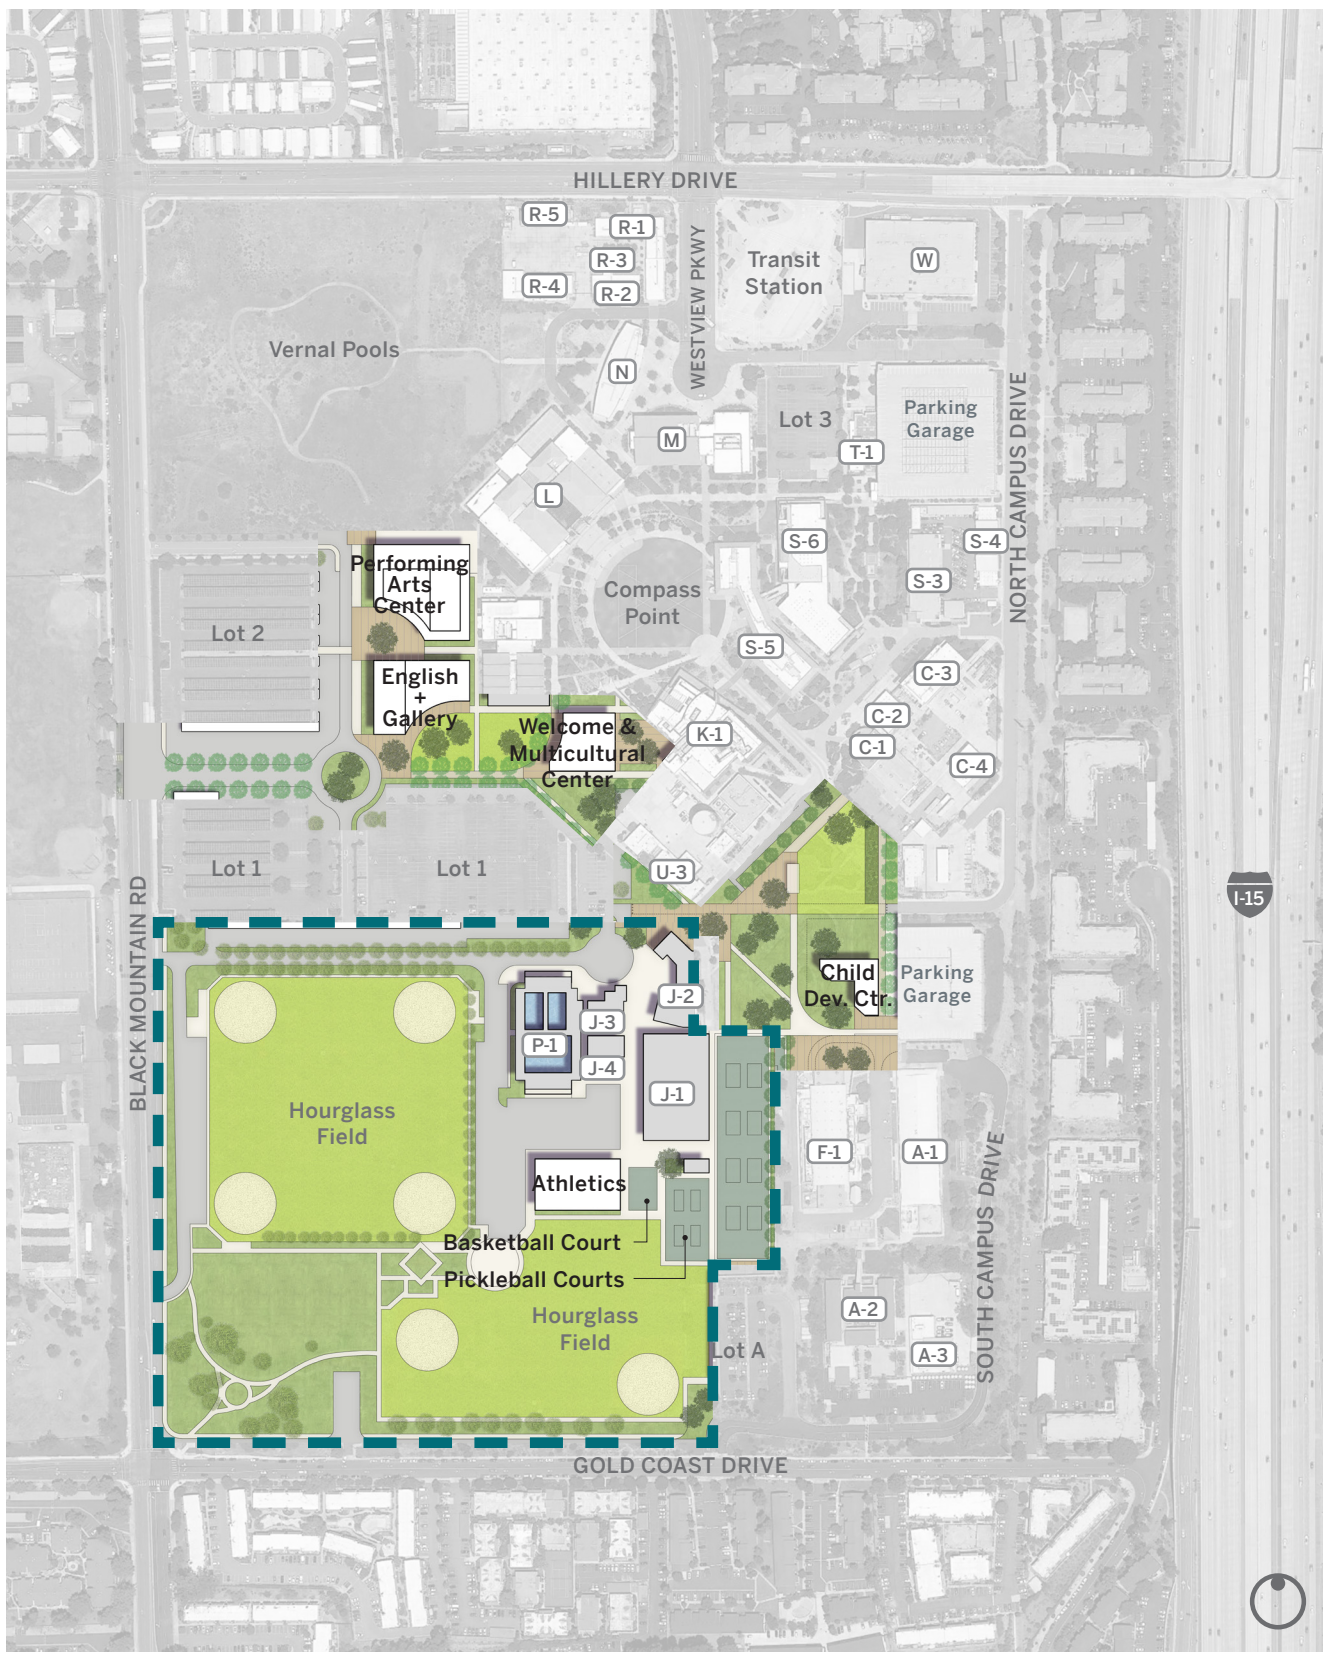 HILLERY DRIVE
R-5
R-1
R-3
R-4
R-2
WESTVIEW PKWY
Transit
Station
W
Vernal Pools
N
NORTH CAMPUS DRIVE
Parking
Garage
Lot 3
M
T-1
L
S-6
S-4
S-3
Performing
Arts
Center
Compass
Point
Lot 2
S-5
C-3
English
+
Gallery
Welcome &
Multicultural
Center
K-1
C-2
C-1
C-4
Lot 1
Lot 1
U-3
I-15
BLACK MOUNTAIN RD
Child
Dev. Ctr.
Parking
Garage
J-2
J-3
P-1
J-4
J-1
Hourglass
Field
F-1
A-1
Athletics
SOUTH CAMPUS DRIVE
Basketball Court
Pickleball Courts
Hourglass
Field
A-2
Lot A
A-3
GOLD COAST DRIVE